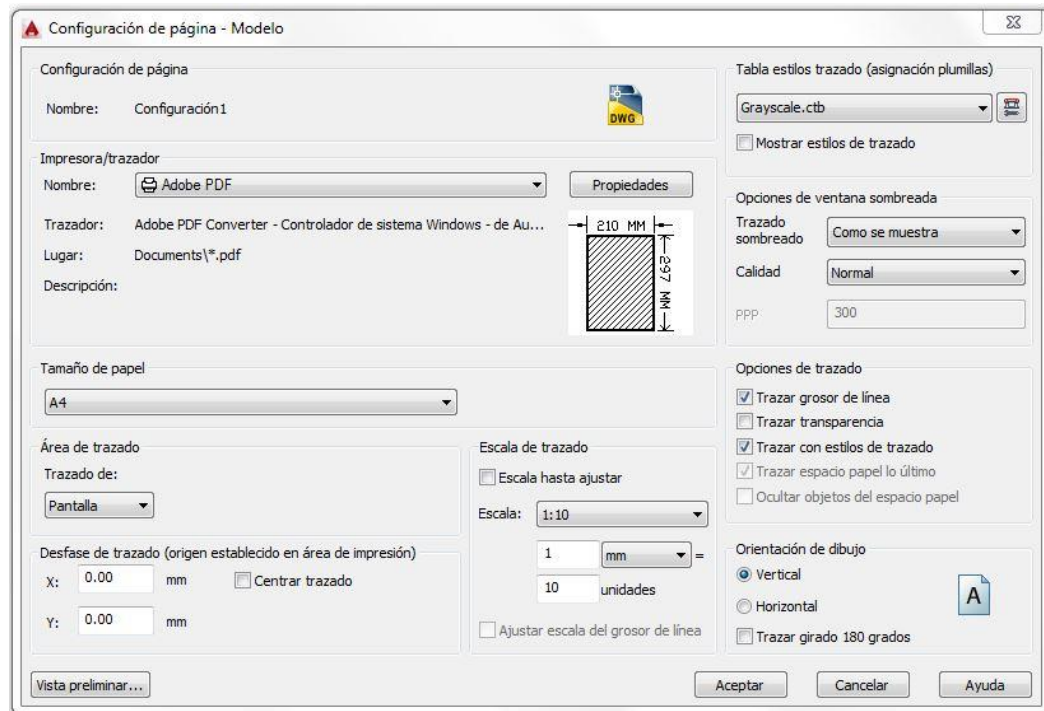 Configuración de página - Modelo
Configuración de página
Nombre: Configuración1
DWG
Impresora/trazador
Nombre: Adobe PDF
Propiedades
Trazador: Adobe PDF Converter - Controlador de sistema Windows - de Au...
Lugar: Documents\*.pdf
Descripción:
210 MM
297 MM
Tamaño de papel
A4
Área de trazado
Trazado de:
Pantalla
Desfase de trazado (origen establecido en área de impresión)
X: 0.00 mm
Centrar trazado
Y: 0.00 mm
Escala de trazado
Escala hasta ajustar
Escala: 1:10
1 mm =
10 unidades
Ajustar escala del grosor de línea
Tabla estilos trazado (asignación plumillas)
Grayscale.ctb
Mostrar estilos de trazado
Opciones de ventana sombreada
Trazado
sombreado
Como se muestra
Calidad Normal
PPP 300
Opciones de trazado
Trazar grosor de línea
Trazar transparencia
Trazar con estilos de trazado
Trazar espacio papel lo último
Ocultar objetos del espacio papel
Orientación de dibujo
Vertical
Horizontal
A
Trazar girado 180 grados
Vista preliminar...
Aceptar
Cancelar
Ayuda